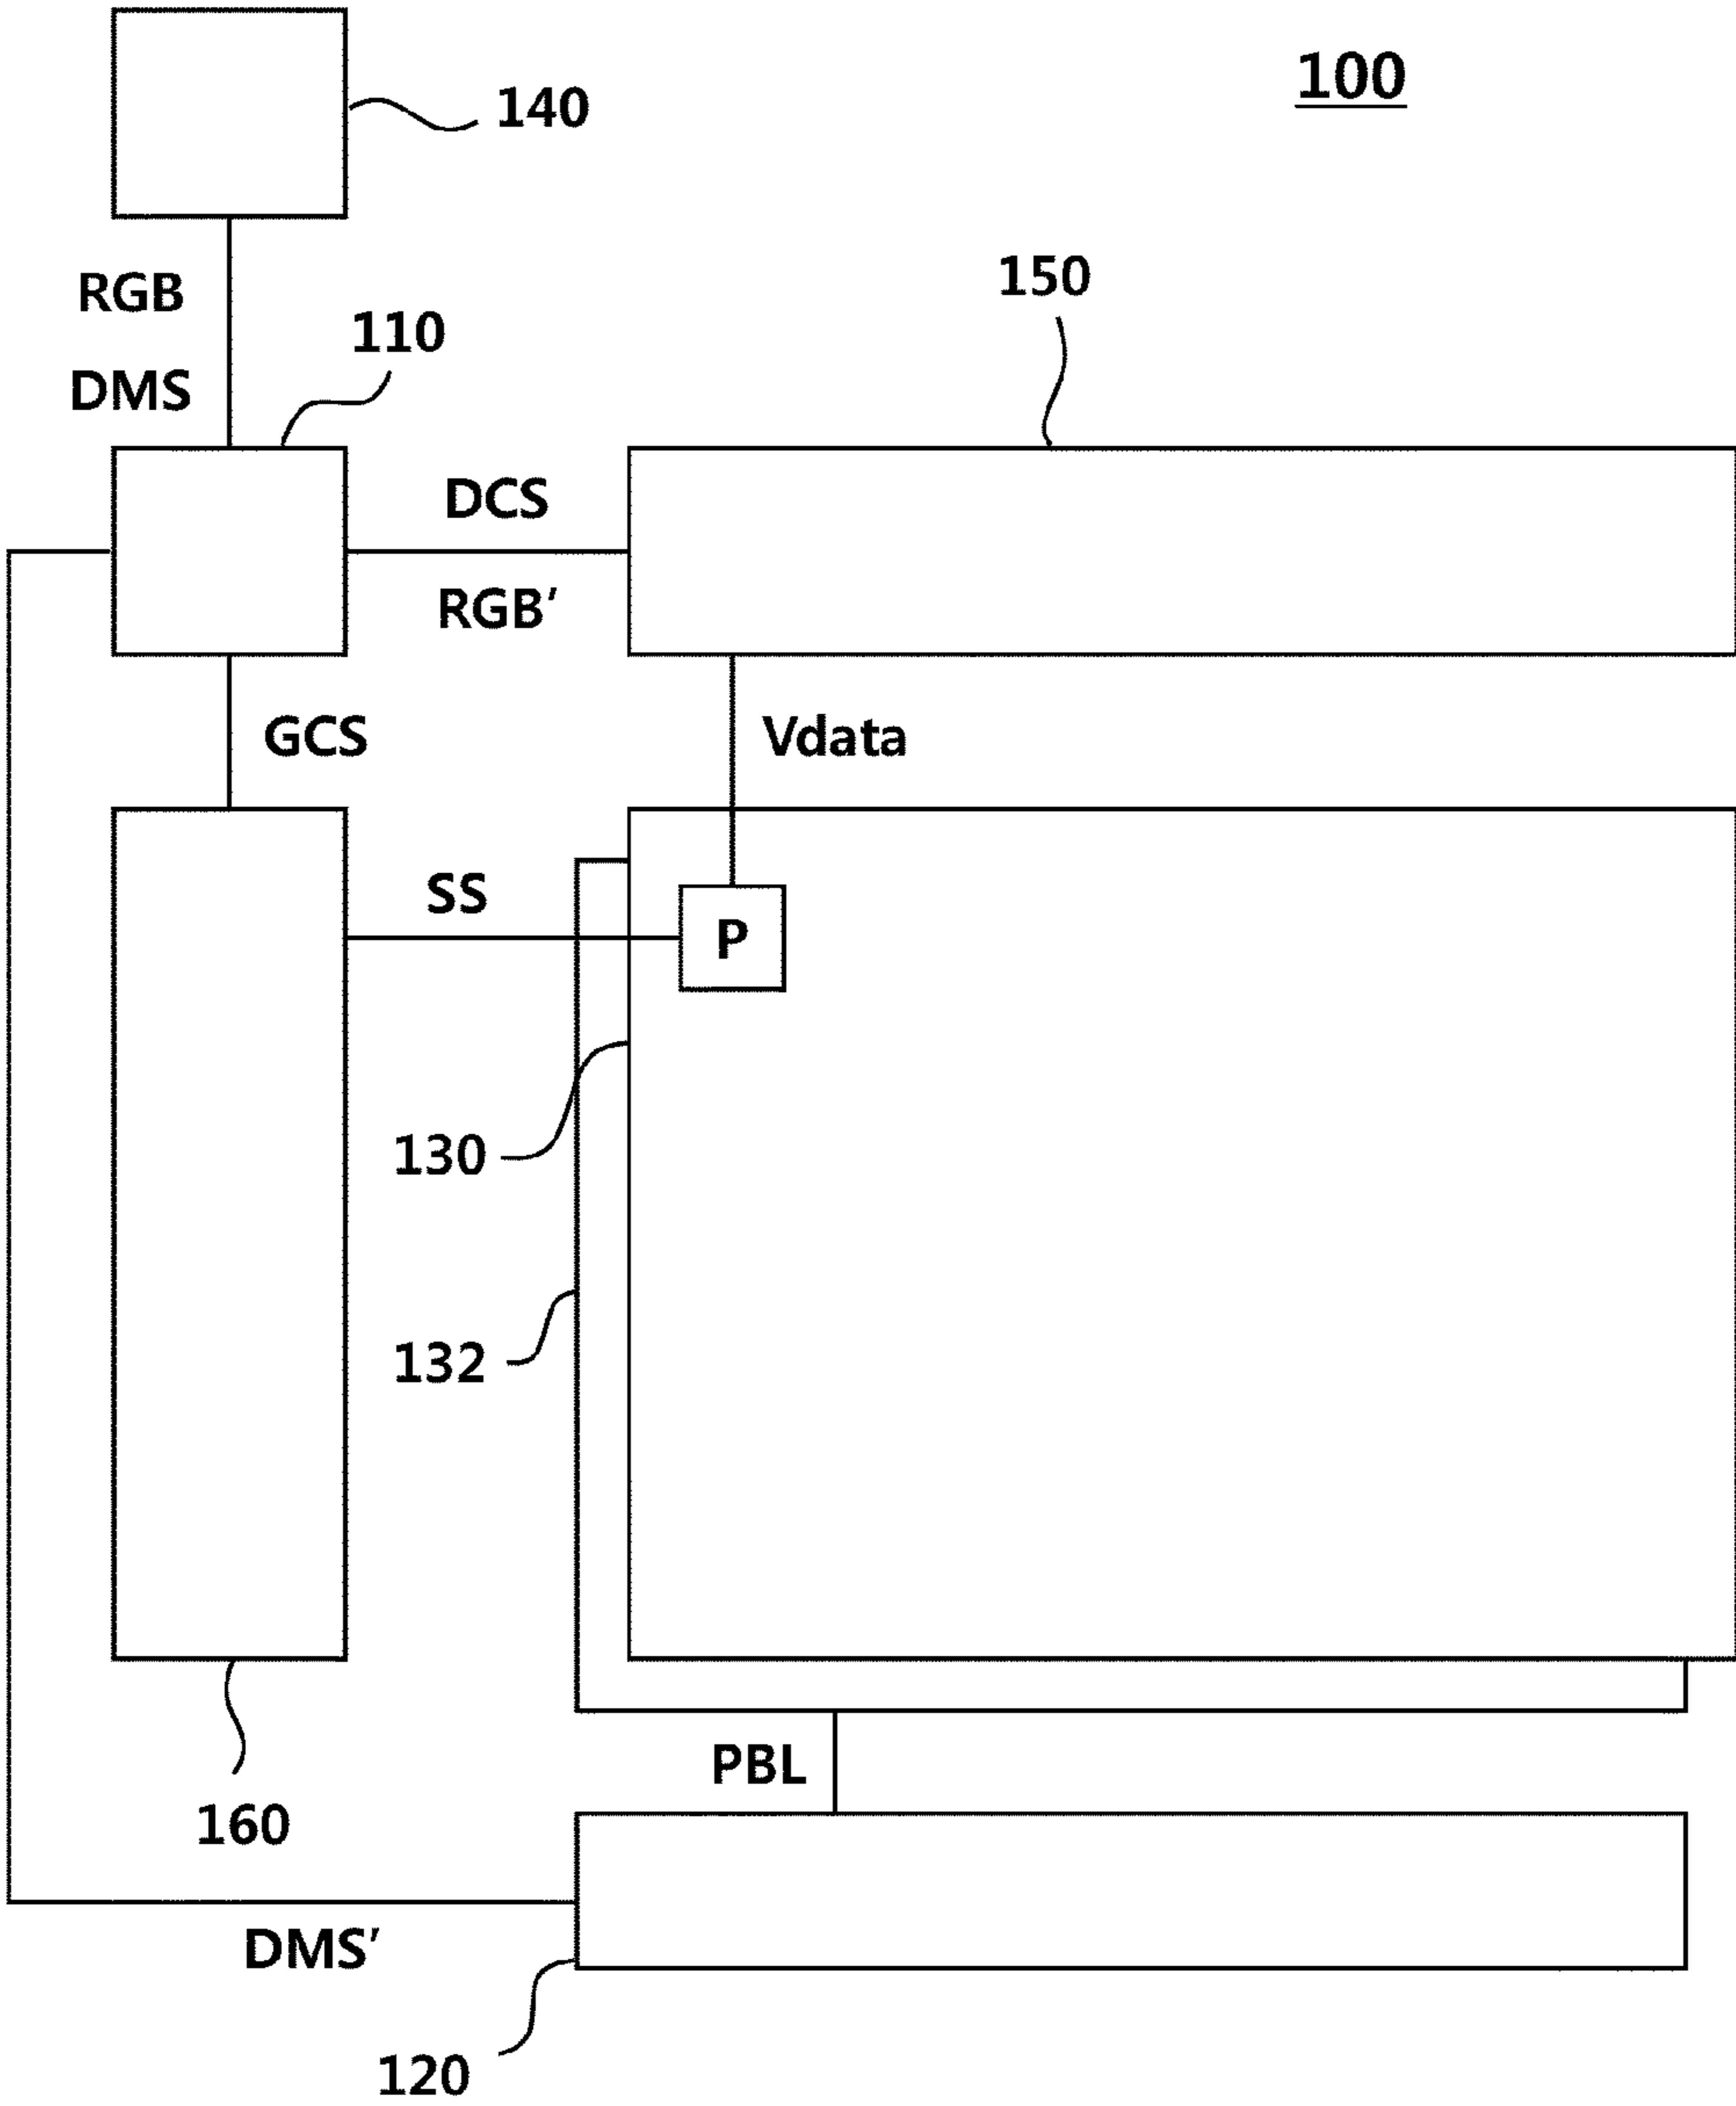 100
140
RGB
150
110
DMS
DCS
RGB'
GCS
Vdata
SS
P
130
132
PBL
160
DMS'
120